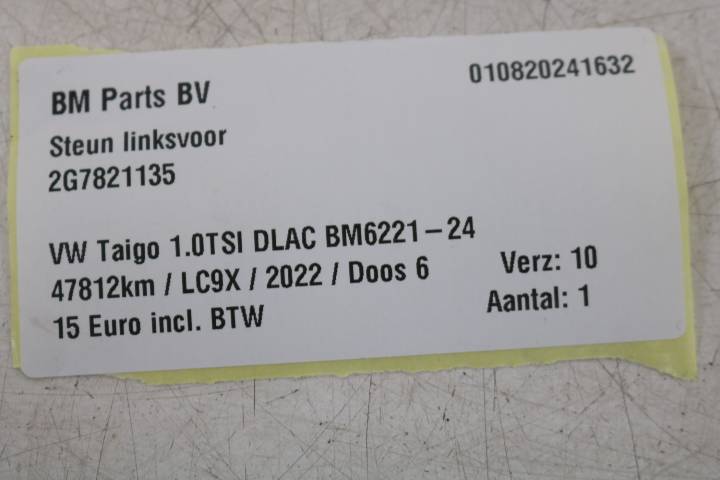 BM Parts BV 010820241632
Steun linksvoor
2G7821135
VW Taigo 1.0TSI DLAC BM6221-24
47812km / LC9X / 2022 / Doos 6 Verz: 10
15 Euro incl. BTW Aantal: 1